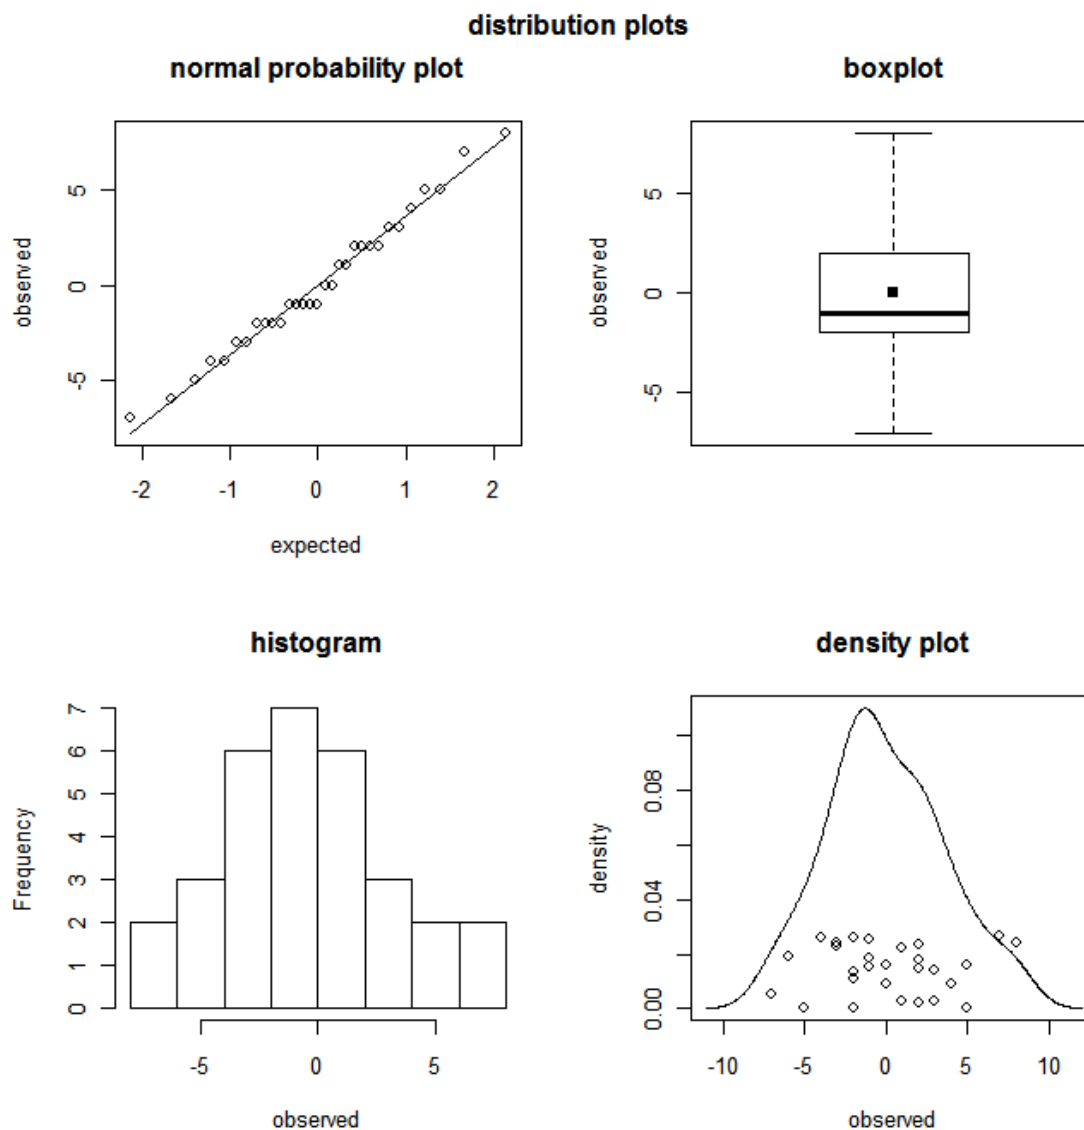 distribution plots
normal probability plot
observed
5
0
-5
-2 -1 0 1 2
expected
boxplot
observed
5
0
-5
histogram
Frequency
7
6
5
4
3
2
1
0
-5 0 5
observed
density plot
density
0.08
0.04
0.00
-10 -5 0 5 10
observed